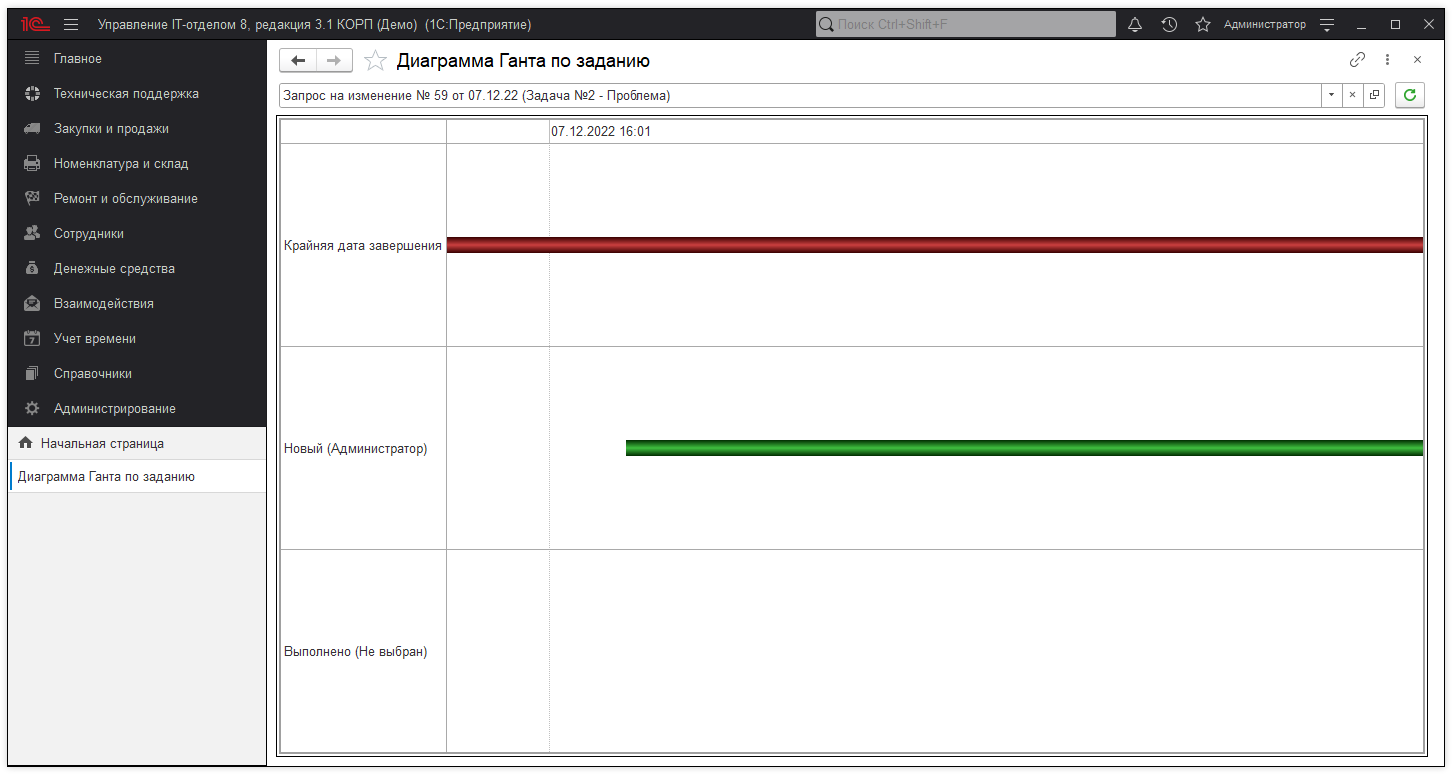 1С Управление IT-отделом 8, редакция 3.1 КОРП (Демо) (1С:Предприятие) Поиск Ctrl+Shift+F Администратор
Главное
Техническая поддержка
Закупки и продажи
Номенклатура и склад
Ремонт и обслуживание
Сотрудники
Денежные средства
Взаимодействия
7 Учет времени
Справочники
Администрирование
Начальная страница
Диаграмма Ганта по заданию
Диаграмма Ганта по заданию
Запрос на изменение № 59 от 07.12.22 (Задача №2 - Проблема)
07.12.2022 16:01
Крайняя дата завершения
Новый (Администратор)
Выполнено (Не выбран)